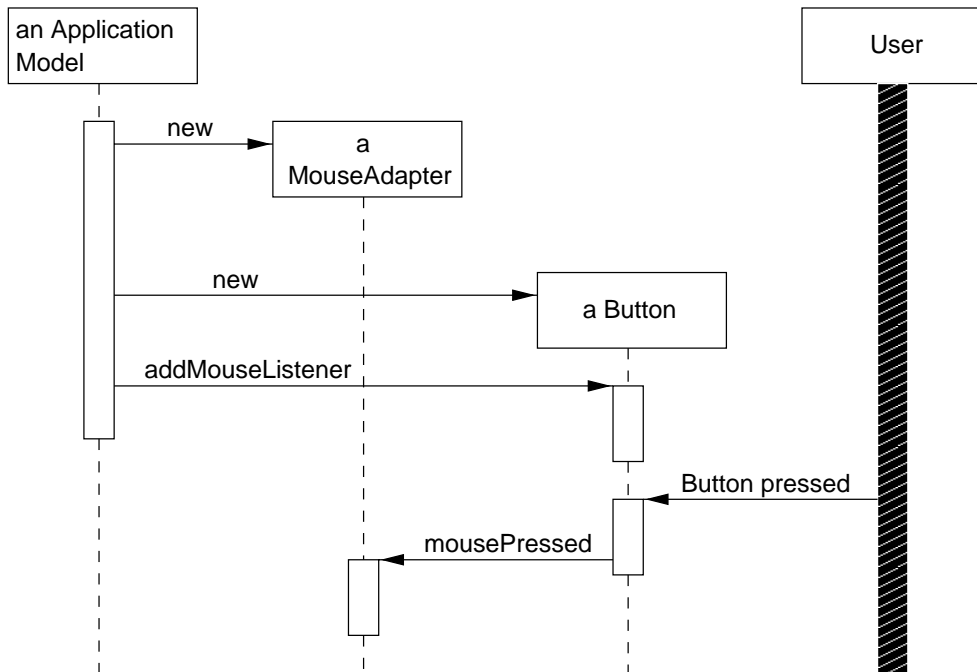 an Application
Model
User
new
a
MouseAdapter
new
a Button
addMouseListener
Button pressed
mousePressed